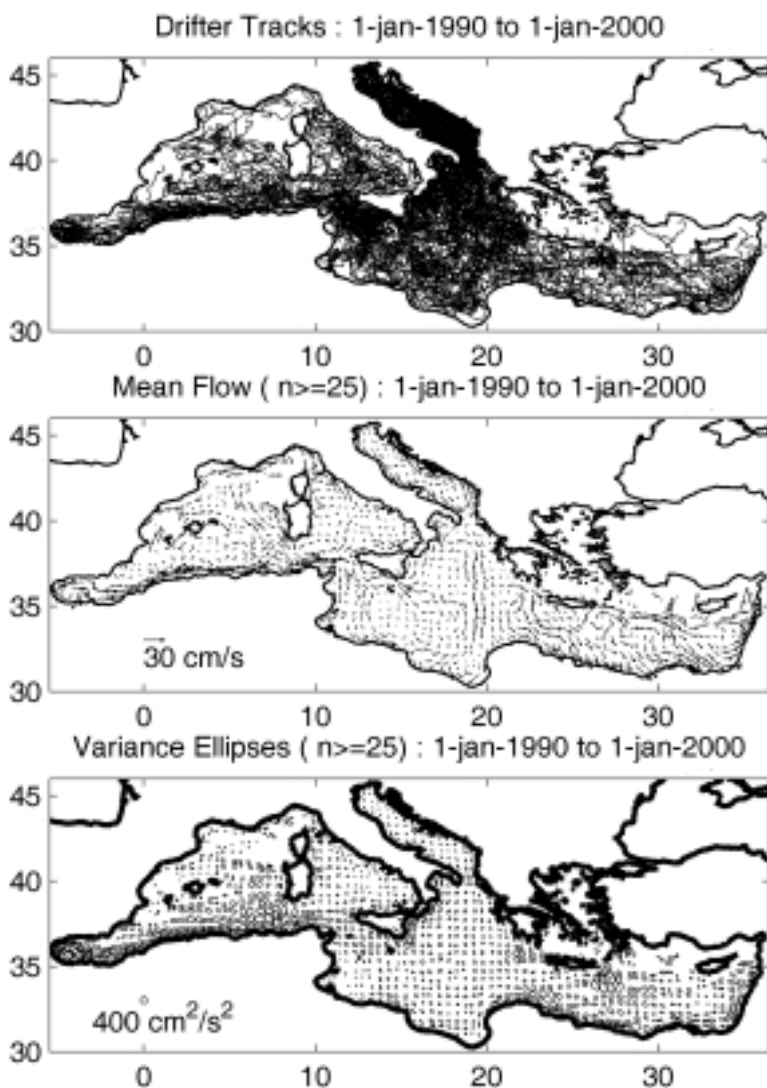 Drifter Tracks : 1-jan-1990 to 1-jan-2000
45
40
35
30
0 10 20 30
Mean Flow ( n>=25) : 1-jan-1990 to 1-jan-2000
45
40
35
30 cm/s
30
0 10 20 30
Variance Ellipses ( n>=25) : 1-jan-1990 to 1-jan-2000
45
40
35
400 cm²/s²
30
0 10 20 30